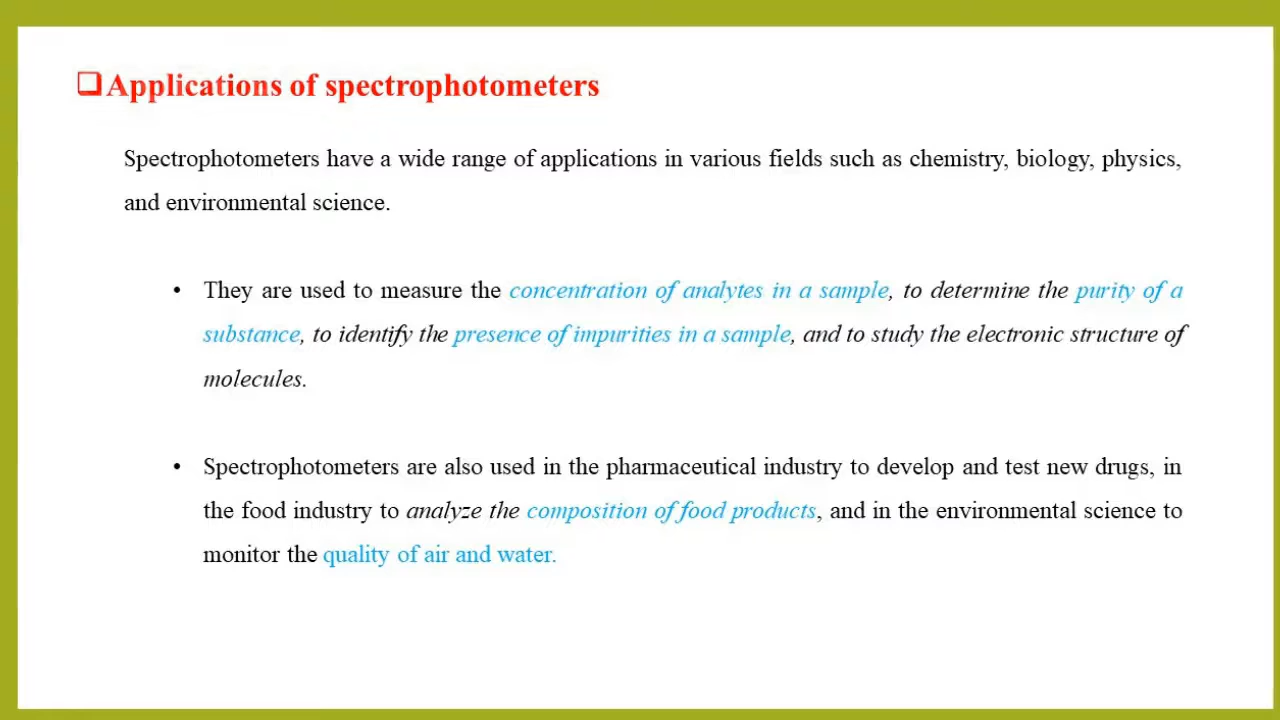 ❑Applications of spectrophotometers
Spectrophotometers have a wide range of applications in various fields such as chemistry, biology, physics,
and environmental science.
• They are used to measure the concentration of analytes in a sample, to determine the purity of a
substance, to identify the presence of impurities in a sample, and to study the electronic structure of
molecules.
• Spectrophotometers are also used in the pharmaceutical industry to develop and test new drugs, in
the food industry to analyze the composition of food products, and in the environmental science to
monitor the quality of air and water.